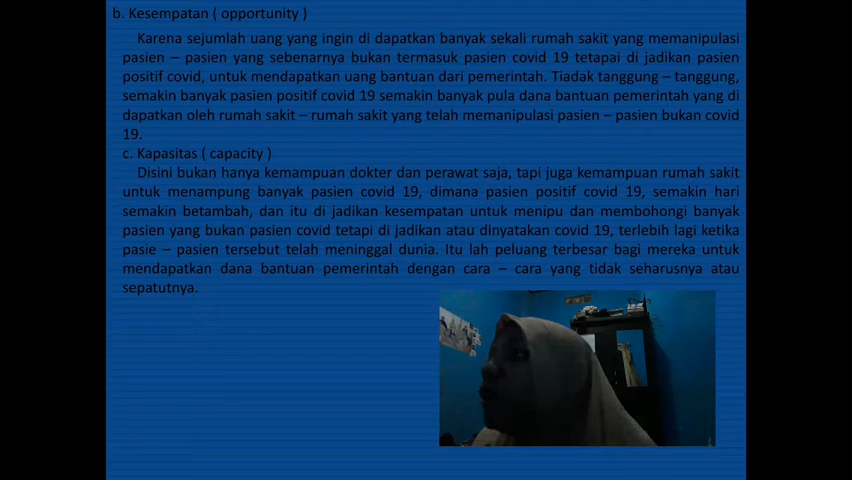 b. Kesempatan ( opportunity )
Karena sejumlah uang yang ingin di dapatkan banyak sekali rumah sakit yang memanipulasi
pasien – pasien yang sebenarnya bukan termasuk pasien covid 19 tetapai di jadikan pasien
positif covid, untuk mendapatkan uang bantuan dari pemerintah. Tiadak tanggung – tanggung,
semakin banyak pasien positif covid 19 semakin banyak pula dana bantuan pemerintah yang di
dapatkan oleh rumah sakit – rumah sakit yang telah memanipulasi pasien – pasien bukan covid
19.
c. Kapasitas ( capacity )
Disini bukan hanya kemampuan dokter dan perawat saja, tapi juga kemampuan rumah sakit
untuk menampung banyak pasien covid 19, dimana pasien positif covid 19, semakin hari
semakin betambah, dan itu di jadikan kesempatan untuk menipu dan membohongi banyak
pasien yang bukan pasien covid tetapi di jadikan atau dinyatakan covid 19, terlebih lagi ketika
pasie – pasien tersebut telah meninggal dunia. Itu lah peluang terbesar bagi mereka untuk
mendapatkan dana bantuan pemerintah dengan cara – cara yang tidak seharusnya atau
sepatutnya.